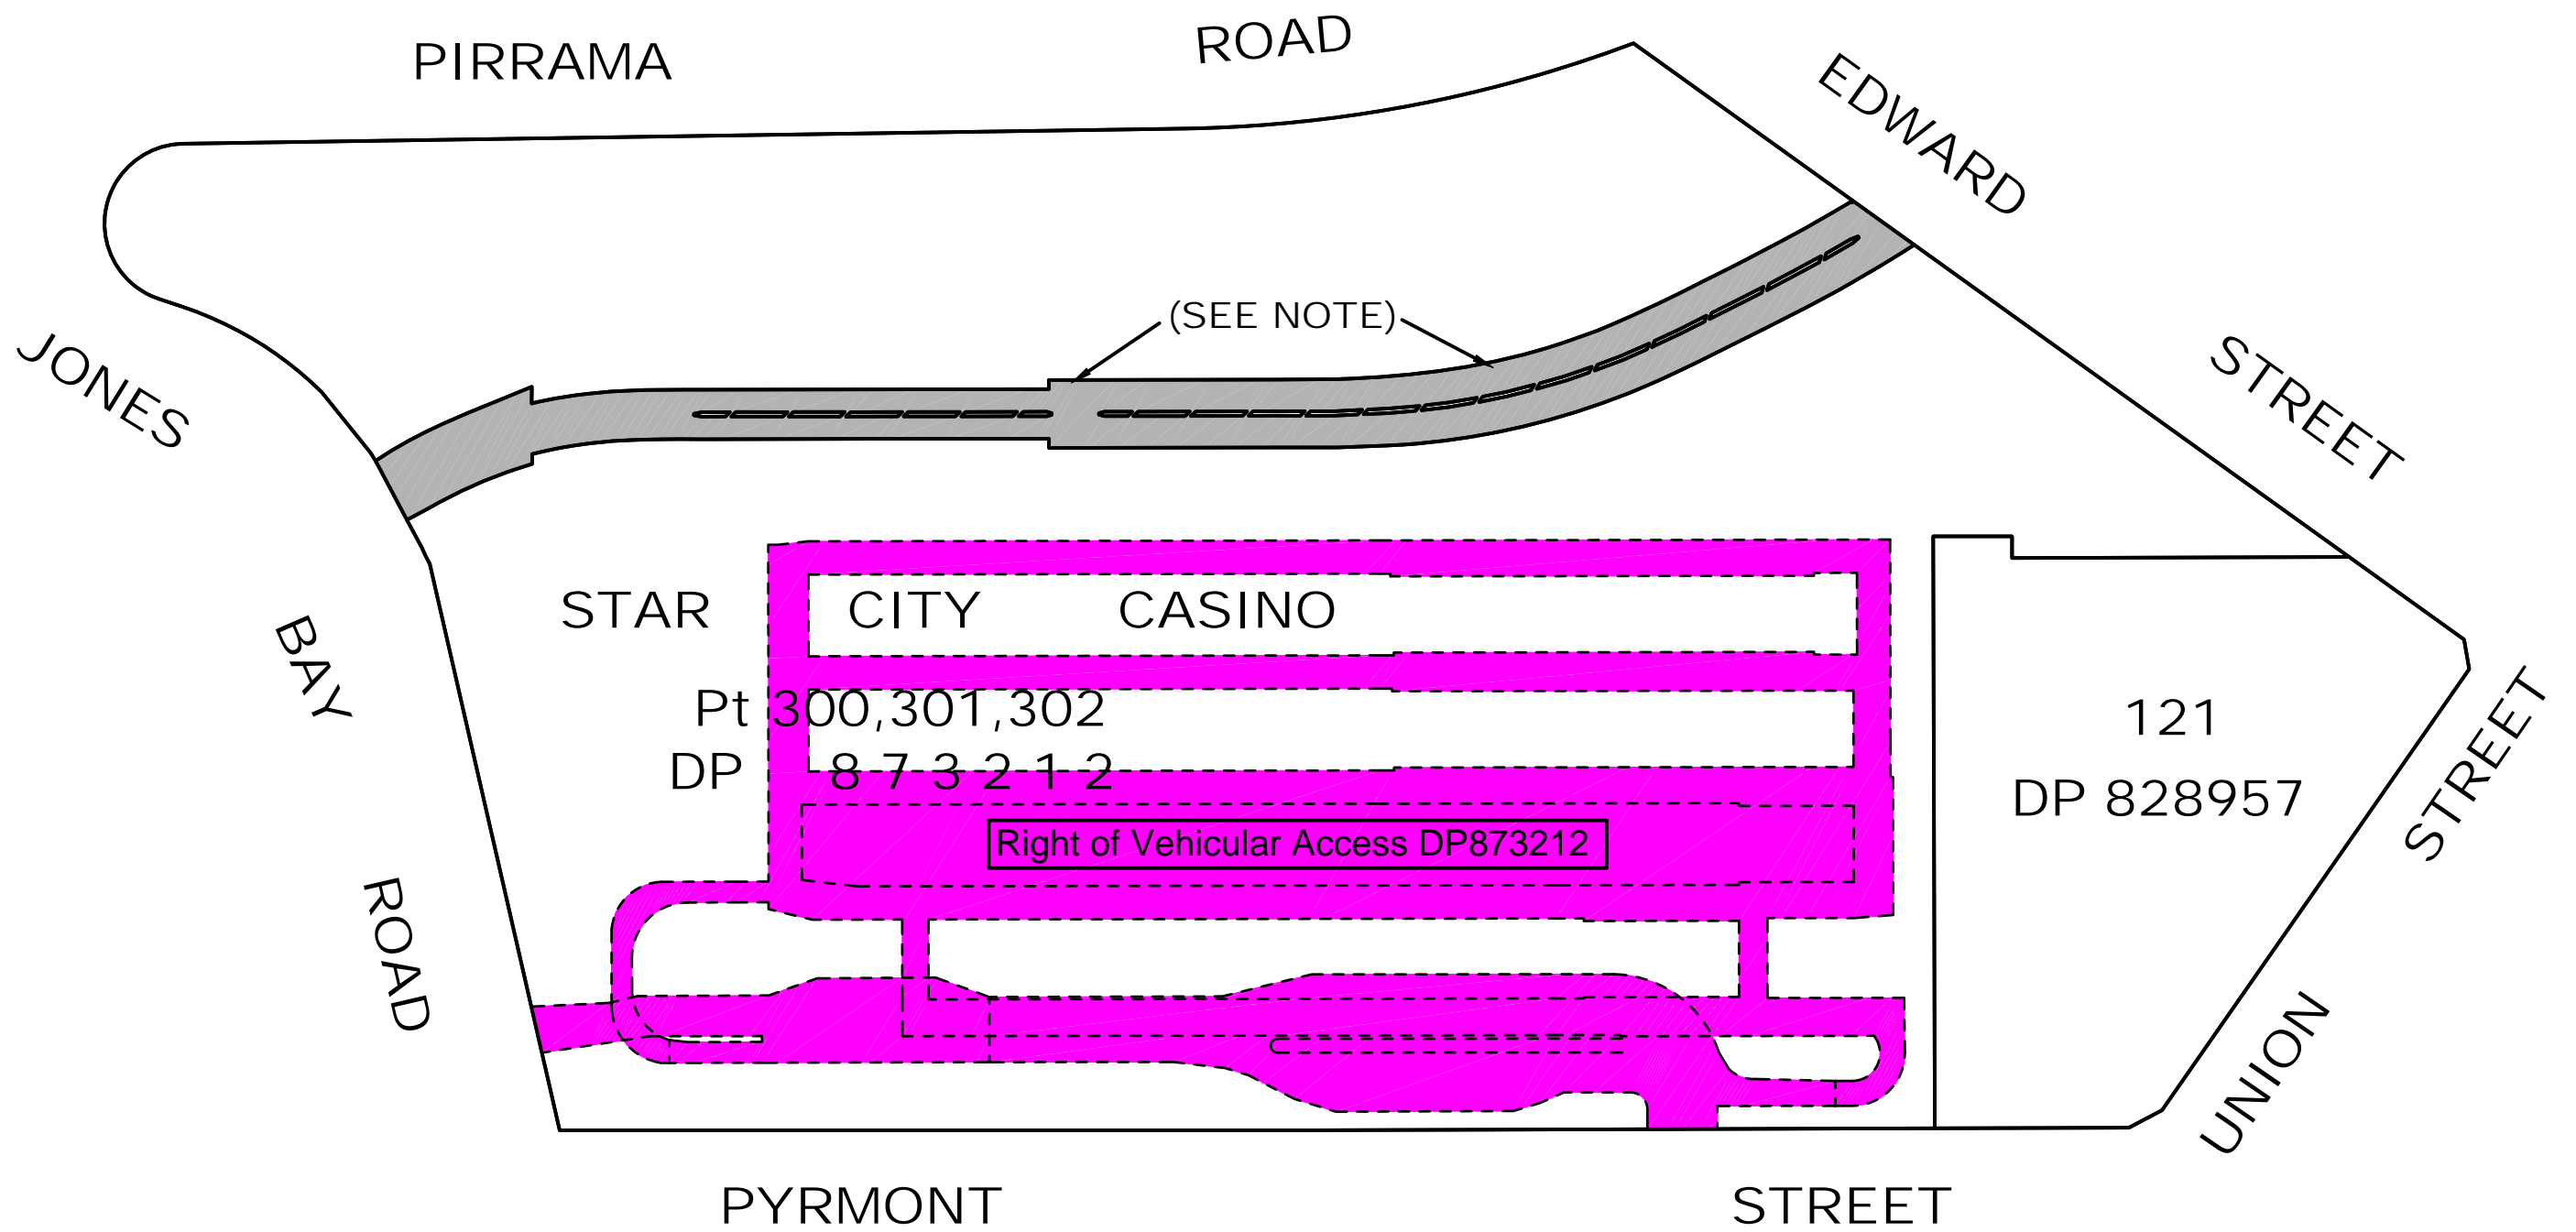 PIRRAMA ROAD
EDWARD STREET
(SEE NOTE)
JONES BAY ROAD
STAR CITY CASINO
Pt 300,301,302
DP 873212
Right of Vehicular Access DP873212
121
DP 828957
UNION STREET
PYRMONT STREET